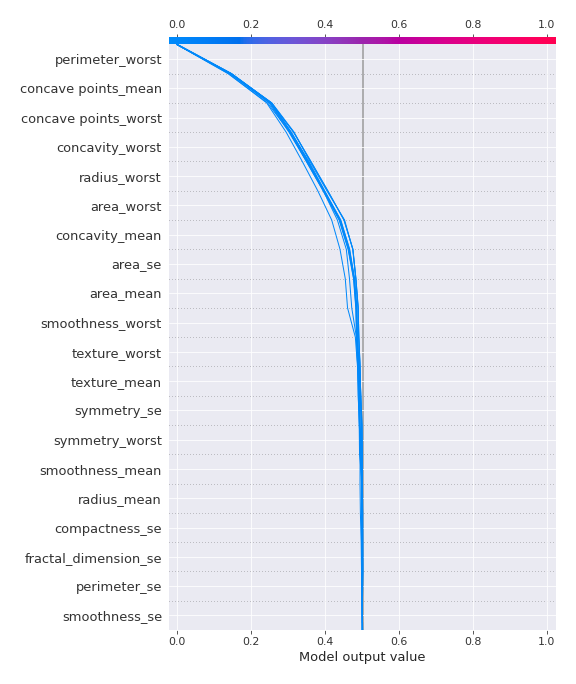 0.0 0.2 0.4 0.6 0.8 1.0
perimeter_worst
concave points_mean
concave points_worst
concavity_worst
radius_worst
area_worst
concavity_mean
area_se
area_mean
smoothness_worst
texture_worst
texture_mean
symmetry_se
symmetry_worst
smoothness_mean
radius_mean
compactness_se
fractal_dimension_se
perimeter_se
smoothness_se
0.0 0.2 0.4 0.6 0.8 1.0
Model output value